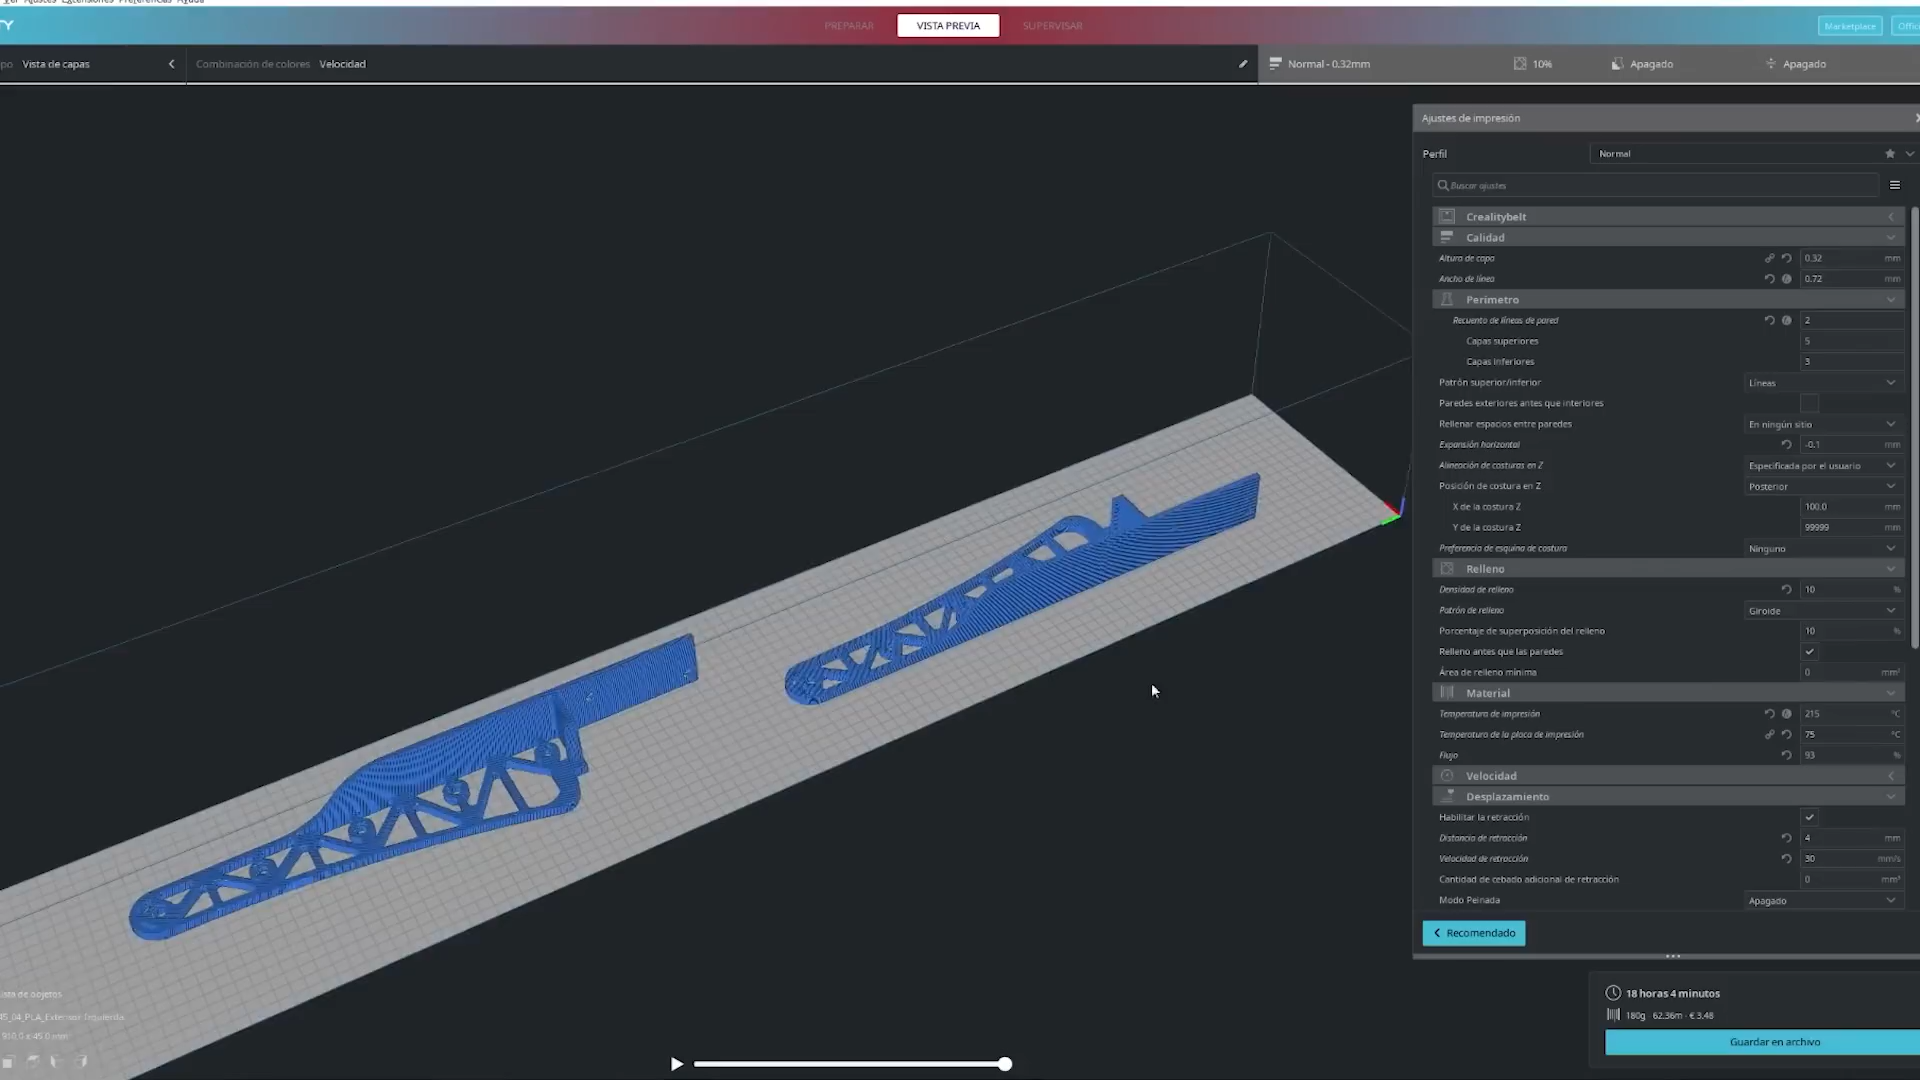 Ver Ajustes Extensiones Preferencias Ayuda
PREPARAR VISTA PREVIA SUPERVISAR
Marketplace
Vista de capas
Combinación de colores Velocidad
Normal - 0.32mm 10% Apagado Apagado
Ajustes de impresión
Perfil Normal
Buscar ajustes
Crealitybelt
Calidad
Altura de capa 0.32 mm
Ancho de línea 0.72 mm
Perímetro
Recuento de líneas de pared 2
Capas superiores 5
Capas inferiores 3
Patrón superior/inferior Líneas
Paredes exteriores antes que interiores
Rellenar espacios entre paredes En ningún sitio
Expansión horizontal -0.1 mm
Alineación de costuras en Z Especificada por el usuario
Posición de costura en Z Posterior
X de la costura Z 100.0 mm
Y de la costura Z 99999 mm
Preferencia de esquina de costura Ninguno
Relleno
Densidad de relleno 10 %
Patrón de relleno Giroide
Porcentaje de superposición del relleno 10 %
Relleno antes que las paredes
Área de relleno mínima 0 mm²
Material
Temperatura de impresión 215 °C
Temperatura de la placa de impresión 75 °C
Flujo 93 %
Velocidad
Desplazamiento
Habilitar la retracción
Distancia de retracción 4 mm
Velocidad de retracción 30 mm/s
Cantidad de cebado adicional de retracción 0 mm³
Modo Peinada Apagado
Recomendado
18 horas 4 minutos
180g · 62.36m · € 3.48
Guardar en archivo